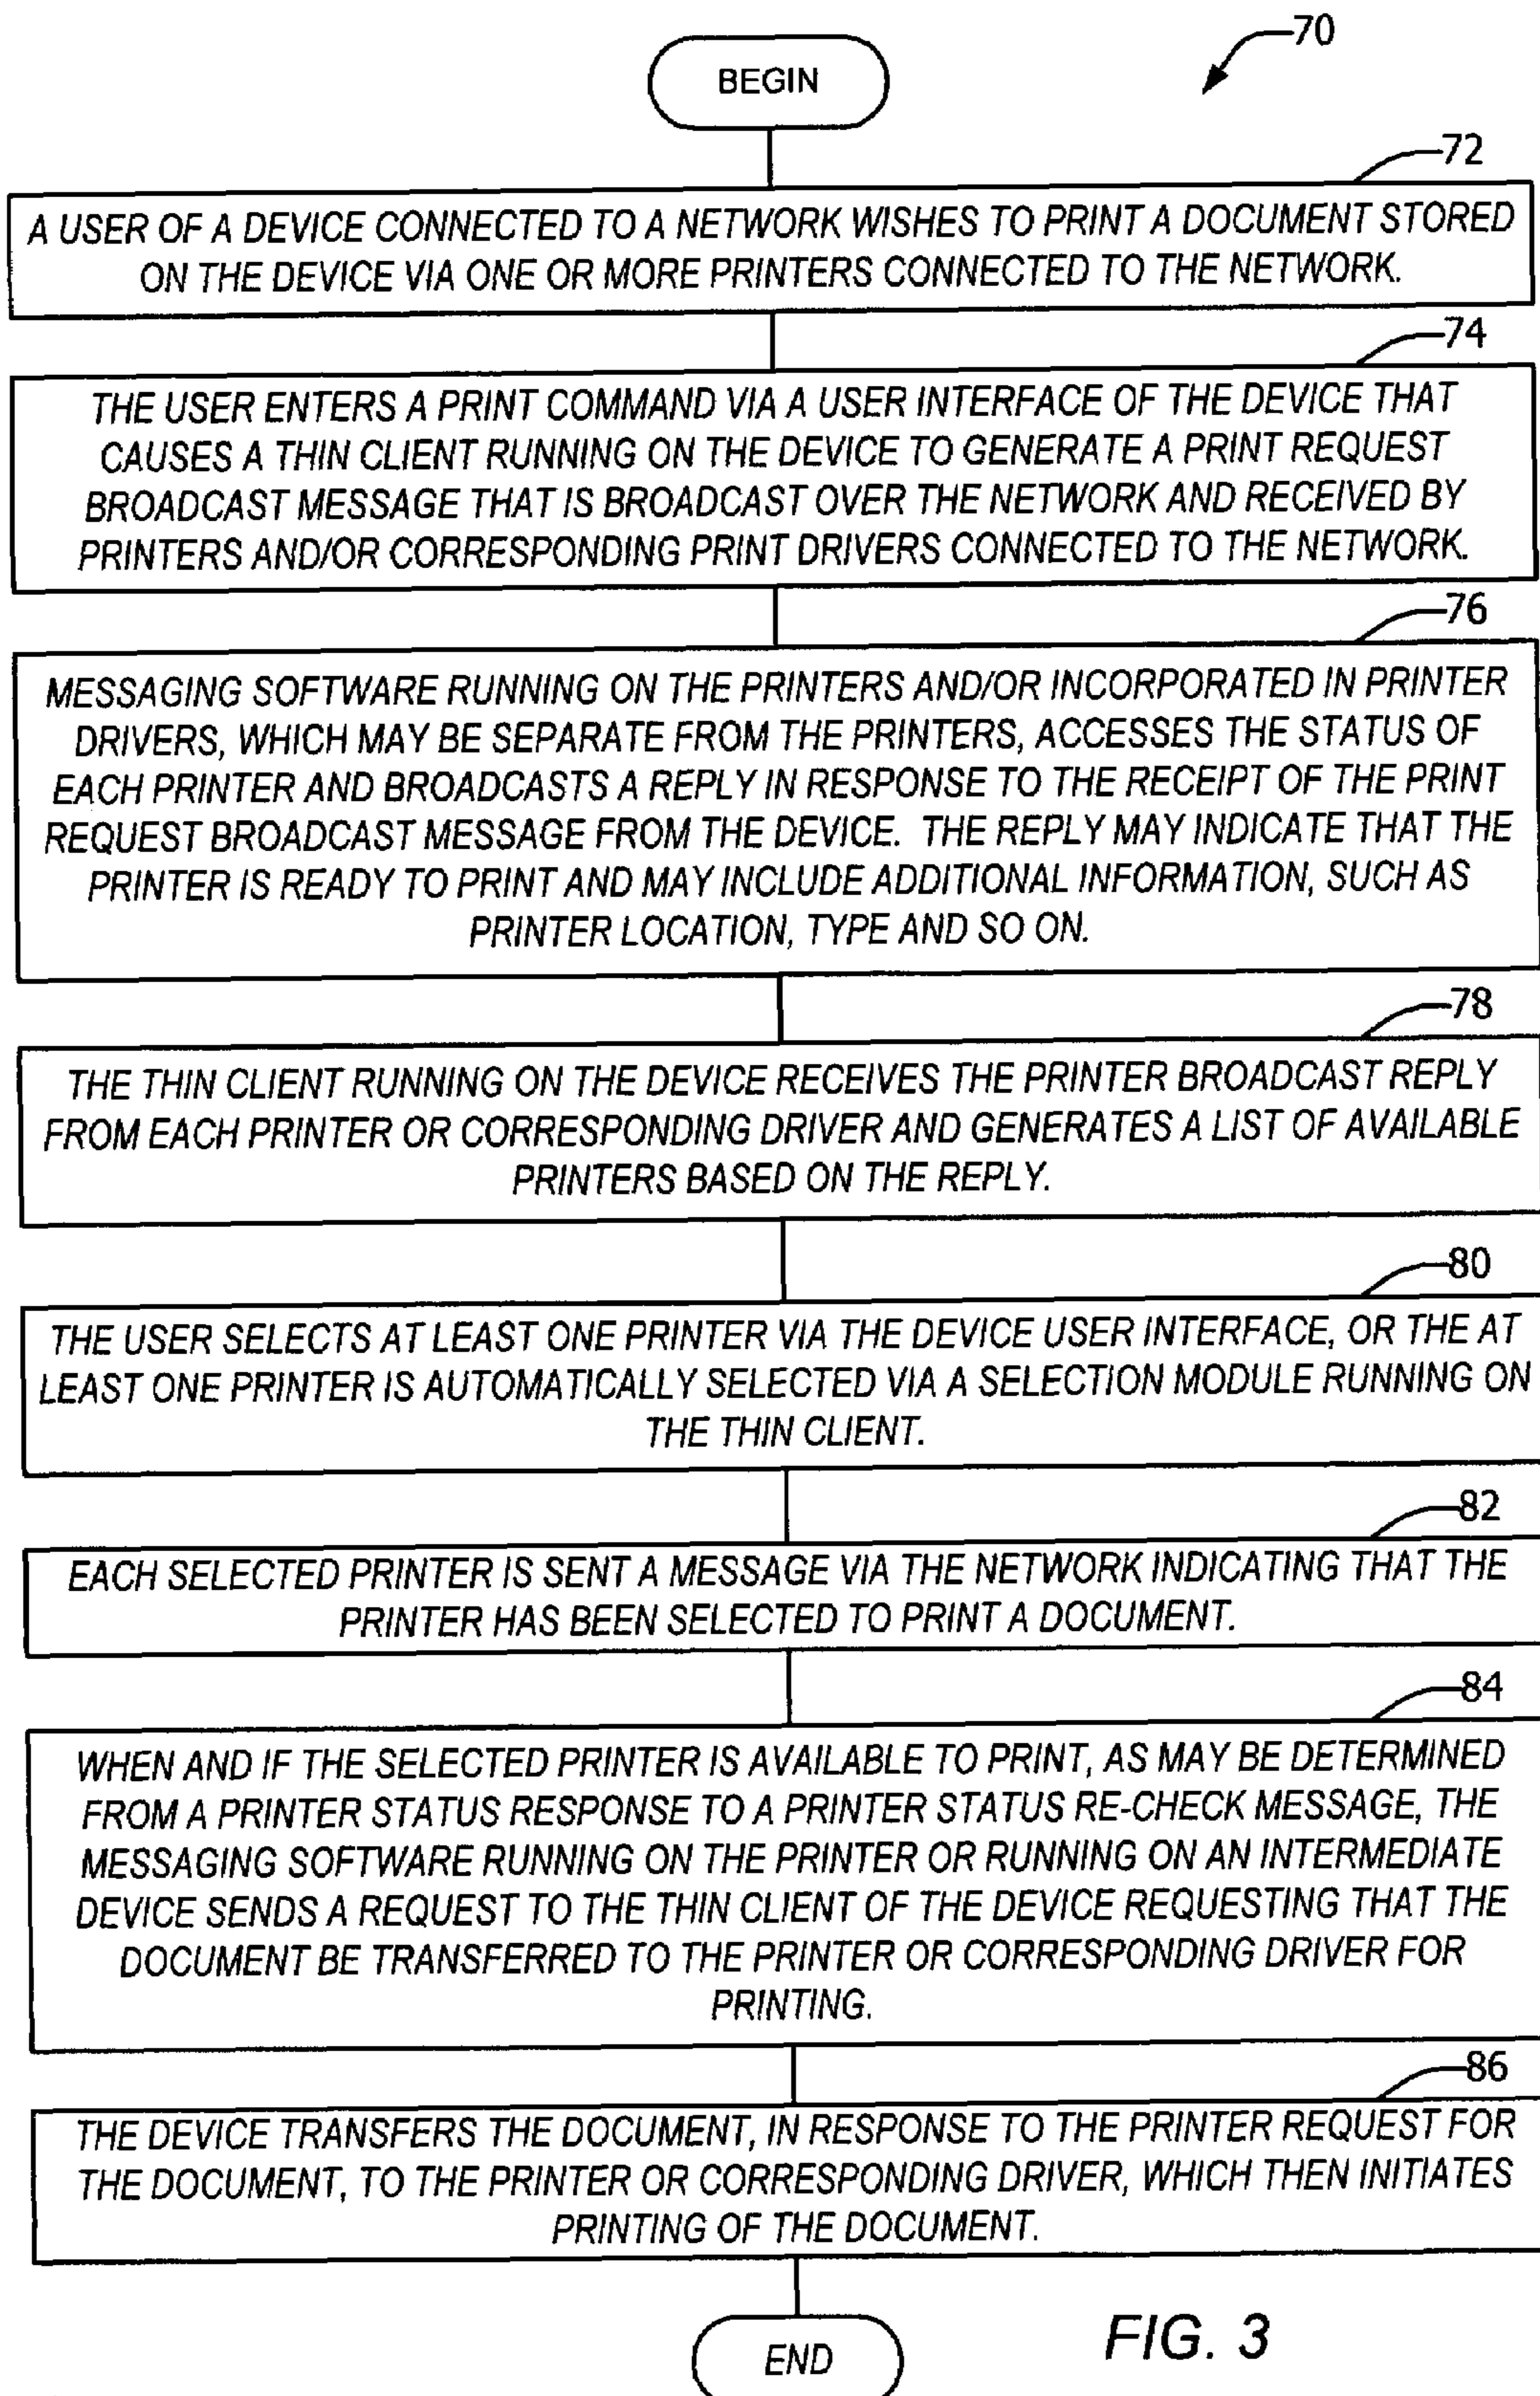 70
BEGIN
72
A USER OF A DEVICE CONNECTED TO A NETWORK WISHES TO PRINT A DOCUMENT STORED
ON THE DEVICE VIA ONE OR MORE PRINTERS CONNECTED TO THE NETWORK.
74
THE USER ENTERS A PRINT COMMAND VIA A USER INTERFACE OF THE DEVICE THAT
CAUSES A THIN CLIENT RUNNING ON THE DEVICE TO GENERATE A PRINT REQUEST
BROADCAST MESSAGE THAT IS BROADCAST OVER THE NETWORK AND RECEIVED BY
PRINTERS AND/OR CORRESPONDING PRINT DRIVERS CONNECTED TO THE NETWORK.
76
MESSAGING SOFTWARE RUNNING ON THE PRINTERS AND/OR INCORPORATED IN PRINTER
DRIVERS, WHICH MAY BE SEPARATE FROM THE PRINTERS, ACCESSES THE STATUS OF
EACH PRINTER AND BROADCASTS A REPLY IN RESPONSE TO THE RECEIPT OF THE PRINT
REQUEST BROADCAST MESSAGE FROM THE DEVICE. THE REPLY MAY INDICATE THAT THE
PRINTER IS READY TO PRINT AND MAY INCLUDE ADDITIONAL INFORMATION, SUCH AS
PRINTER LOCATION, TYPE AND SO ON.
78
THE THIN CLIENT RUNNING ON THE DEVICE RECEIVES THE PRINTER BROADCAST REPLY
FROM EACH PRINTER OR CORRESPONDING DRIVER AND GENERATES A LIST OF AVAILABLE
PRINTERS BASED ON THE REPLY.
80
THE USER SELECTS AT LEAST ONE PRINTER VIA THE DEVICE USER INTERFACE, OR THE AT
LEAST ONE PRINTER IS AUTOMATICALLY SELECTED VIA A SELECTION MODULE RUNNING ON
THE THIN CLIENT.
82
EACH SELECTED PRINTER IS SENT A MESSAGE VIA THE NETWORK INDICATING THAT THE
PRINTER HAS BEEN SELECTED TO PRINT A DOCUMENT.
84
WHEN AND IF THE SELECTED PRINTER IS AVAILABLE TO PRINT, AS MAY BE DETERMINED
FROM A PRINTER STATUS RESPONSE TO A PRINTER STATUS RE-CHECK MESSAGE, THE
MESSAGING SOFTWARE RUNNING ON THE PRINTER OR RUNNING ON AN INTERMEDIATE
DEVICE SENDS A REQUEST TO THE THIN CLIENT OF THE DEVICE REQUESTING THAT THE
DOCUMENT BE TRANSFERRED TO THE PRINTER OR CORRESPONDING DRIVER FOR
PRINTING.
86
THE DEVICE TRANSFERS THE DOCUMENT, IN RESPONSE TO THE PRINTER REQUEST FOR
THE DOCUMENT, TO THE PRINTER OR CORRESPONDING DRIVER, WHICH THEN INITIATES
PRINTING OF THE DOCUMENT.
END
FIG. 3